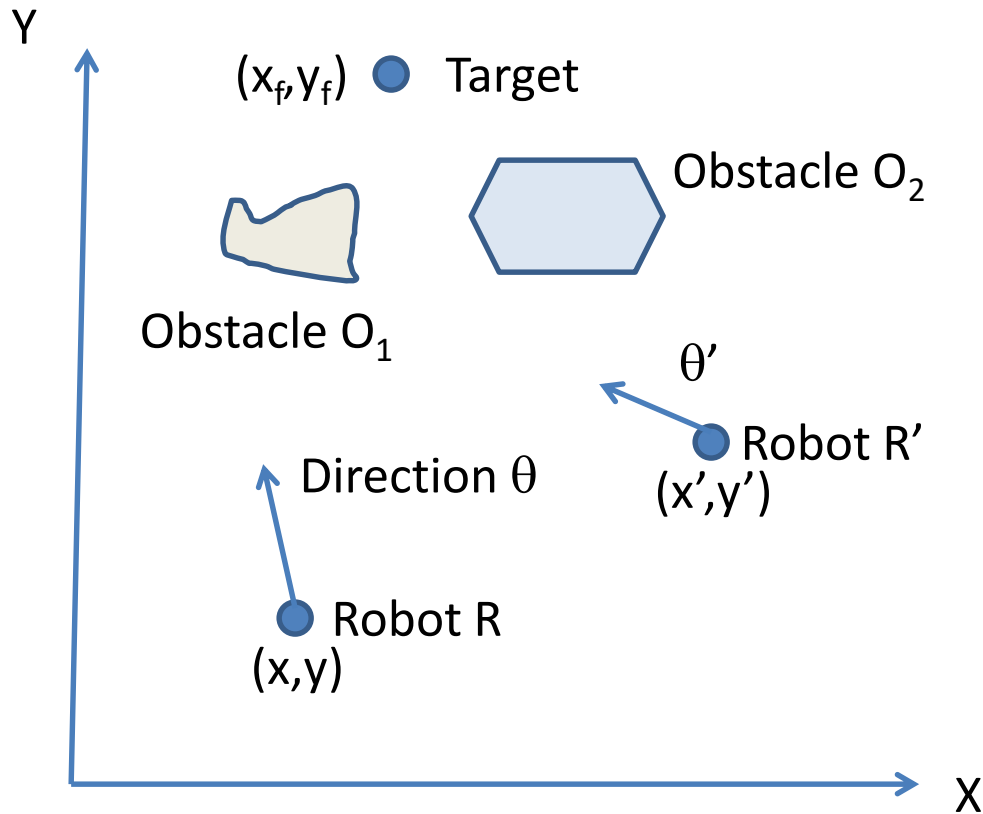 Y
(xf,yf) Target
Obstacle O2
Obstacle O1
θ’
Robot R’
(x’,y’)
Direction θ
Robot R
(x,y)
X